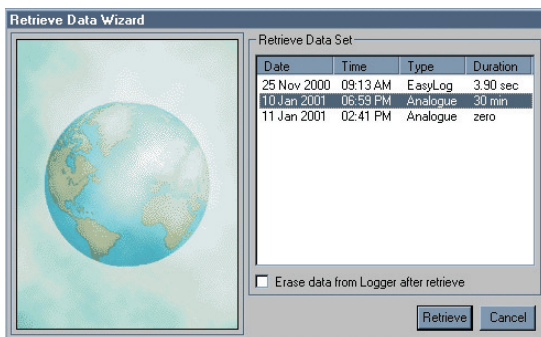 Retrieve Data Wizard
Retrieve Data Set
Date Time Type Duration
25 Nov 2000 09:13 AM EasyLog 3.90 sec
10 Jan 2001 06:59 PM Analogue 30 min
11 Jan 2001 02:41 PM Analogue zero
Erase data from Logger after retrieve
Retrieve Cancel